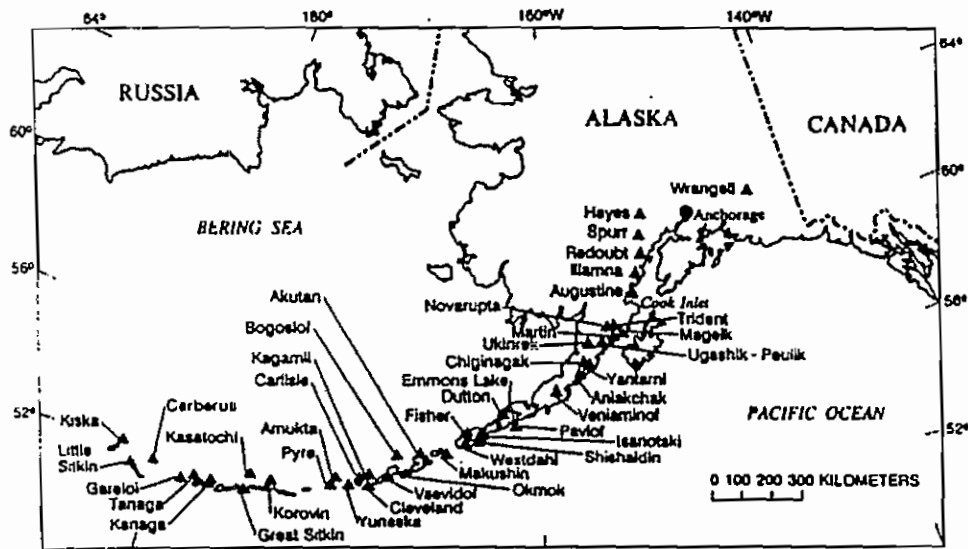 64° 180° 160°W 140°W
64°
RUSSIA
ALASKA
CANADA
60°
60°
Wrangell
Hayes
Anchorage
Spurr
BERING SEA
Redoubt
Iliamna
56°
Augustine
56°
Akutan
Cook Inlet
Novarupta
Trident
Bogoslof
Martin
Mageik
Ukinrek
Ugashik - Peulik
Kagamil
Chiginagak
Yantarni
Carlisle
Emmons Lake
Aniakchak
Dutton
Veniaminof
52°
Cerberus
Fisher
PACIFIC OCEAN
52°
Kiska
Kasatochi
Amukta
Pavlof
Isanotski
Little
Sitkin
Pyre
Westdahl
Shishaldin
Makushin
Gareloi
Vsevidof
Okmok
0 100 200 300 KILOMETERS
Tanaga
Korovin
Cleveland
Kanaga
Yunaska
Great Sitkin